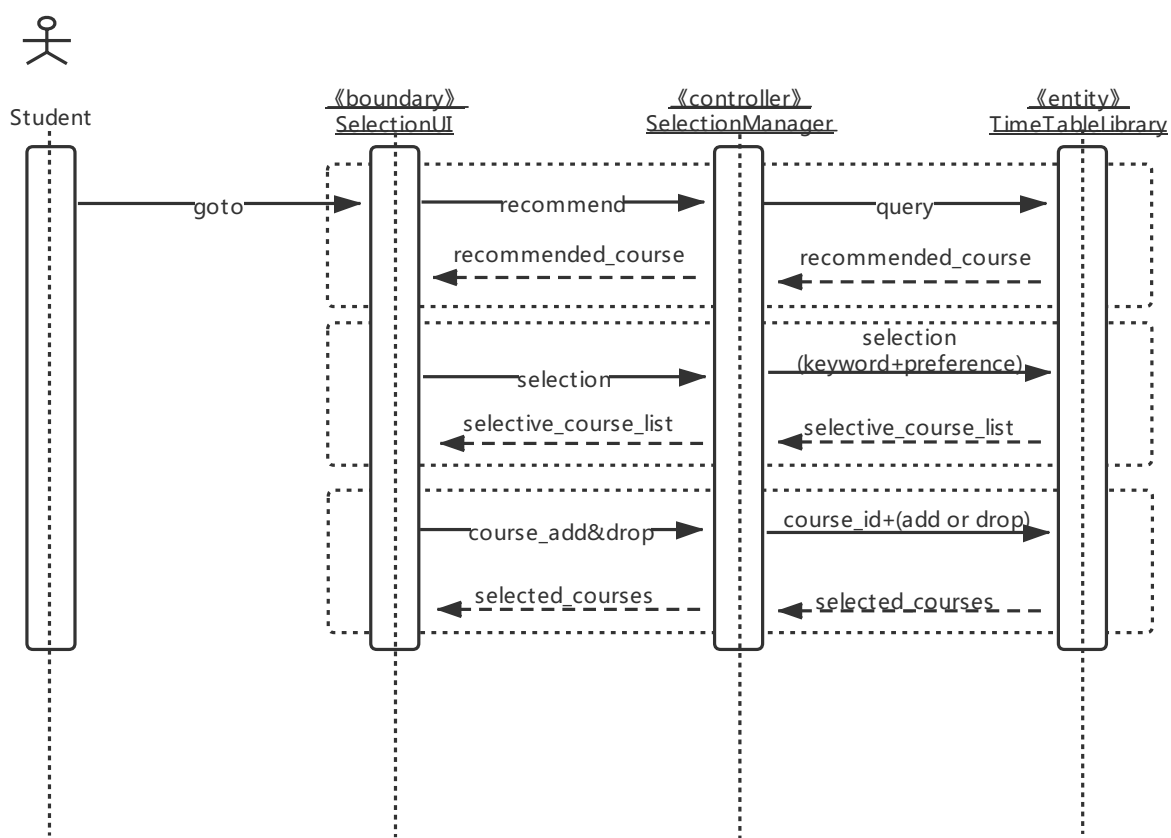 Student
《boundary》
SelectionUI
《controller》
SelectionManager
《entity》
TimeTableLibrary
goto
recommend
query
recommended_course
recommended_course
selection
(keyword+preference)
selection
selective_course_list
selective_course_list
course_add&drop
course_id+(add or drop)
selected_courses
selected_courses